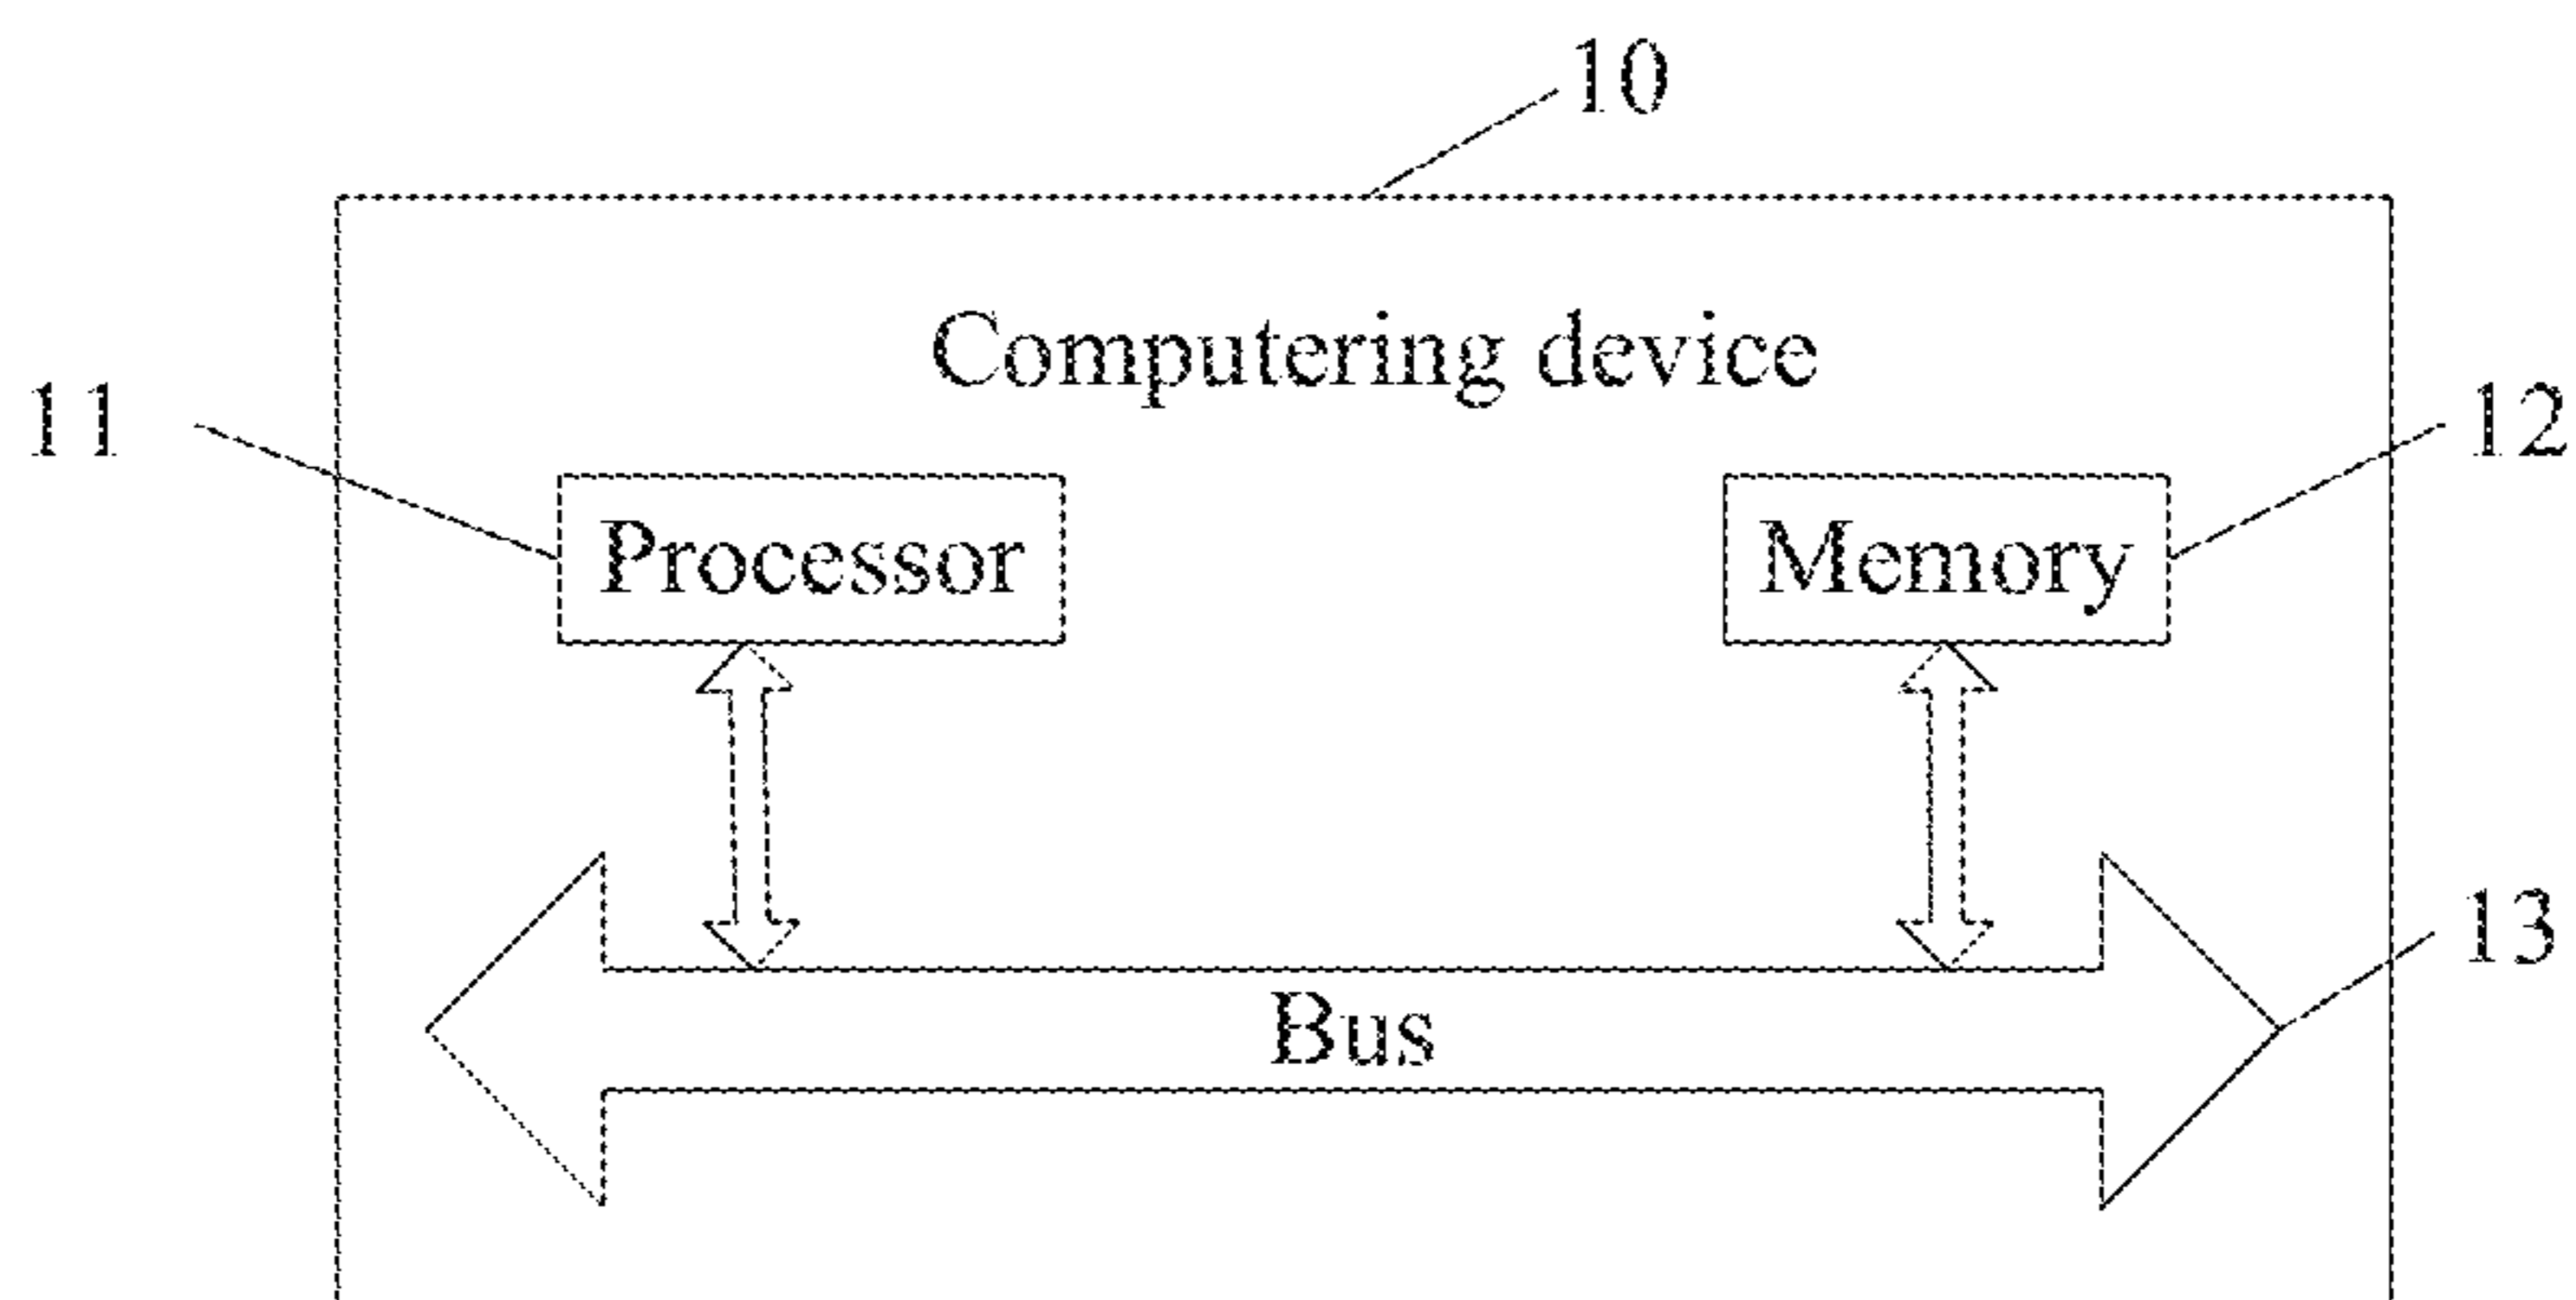 10
Computering device
11
12
Processor
Memory
13
Bus